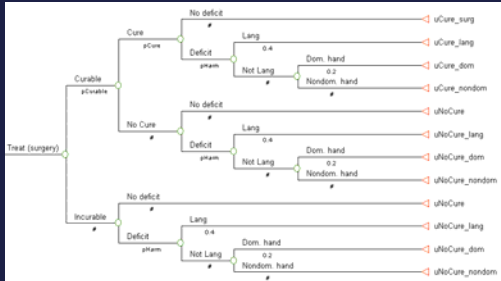 No deficit
uCure_surg
#
Cure
pCure
Lang
uCure_lang
Deficit
0.4
pHarm
Dom. hand
uCure_dom
Not Lang
0.2
#
Nondom. hand
uCure_nondom
#
Curable
pCurable
No deficit
uNoCure
#
No Cure
#
Lang
uNoCure_lang
Deficit
0.4
pHarm
Dom. hand
uNoCure_dom
Not Lang
0.2
#
Nondom. hand
uNoCure_nondom
#
Treat (surgery)
No deficit
uNoCure
#
Incurable
#
Lang
uNoCure_lang
Deficit
0.4
pHarm
Dom. hand
uNoCure_dom
Not Lang
0.2
#
Nondom. hand
uNoCure_nondom
#